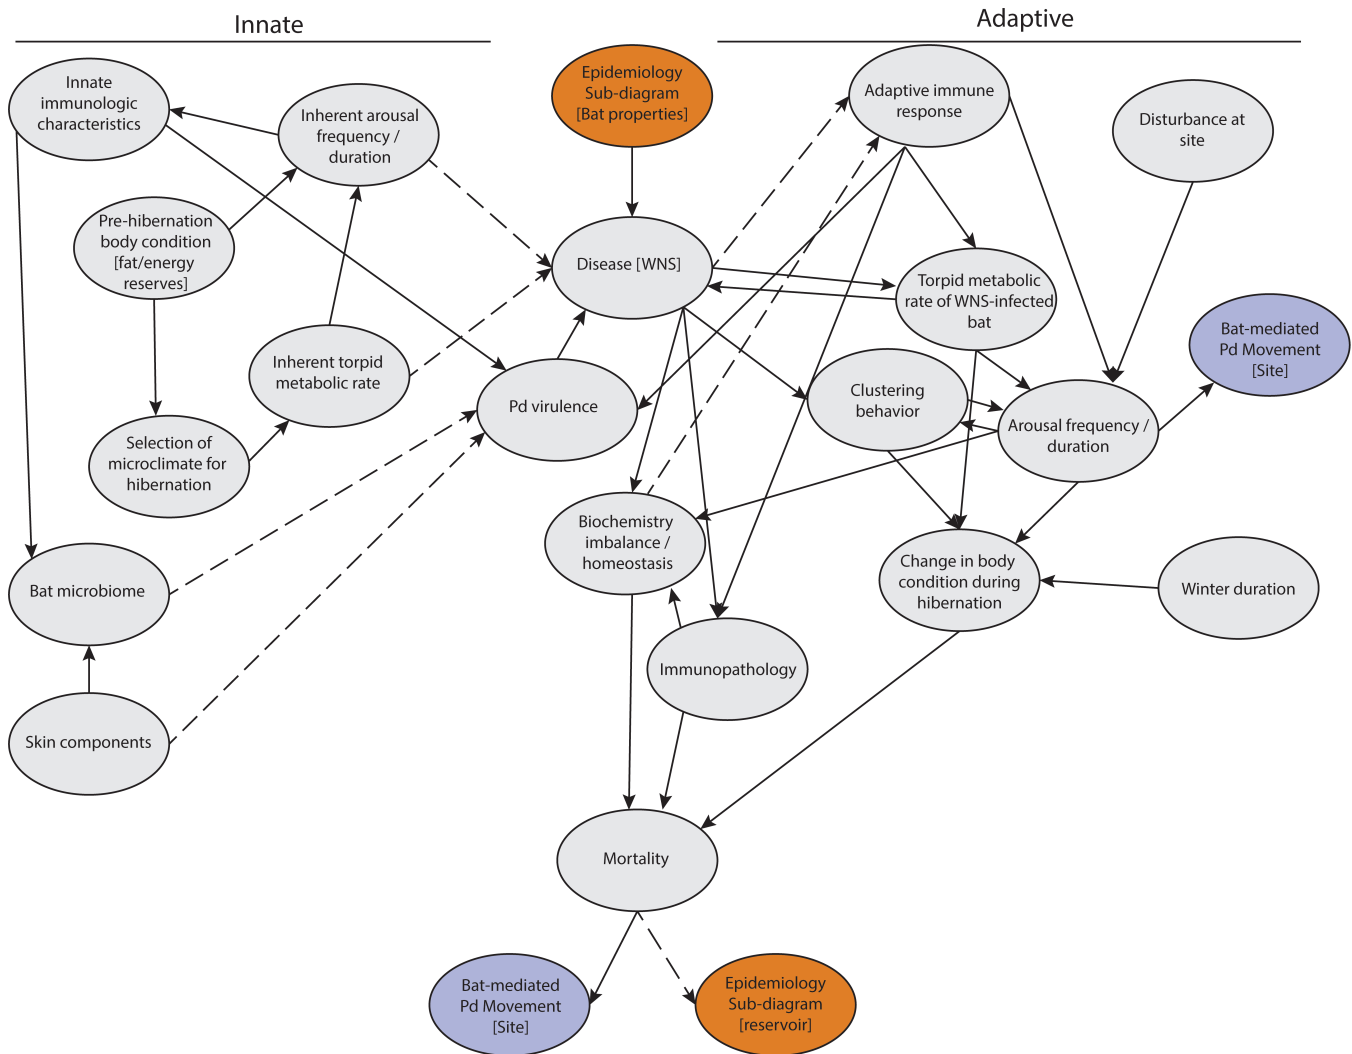 Innate
Adaptive
Innate
immunologic
characteristics
Inherent arousal
frequency /
duration
Epidemiology
Sub-diagram
[Bat properties]
Adaptive immune
response
Disturbance at
site
Pre-hibernation
body condition
[fat/energy
reserves]
Disease [WNS]
Torpid metabolic
rate of WNS-infected
bat
Bat-mediated
Pd Movement
[Site]
Inherent torpid
metabolic rate
Pd virulence
Clustering
behavior
Arousal frequency /
duration
Selection of
microclimate for
hibernation
Biochemistry
imbalance /
homeostasis
Change in body
condition during
hibernation
Winter duration
Bat microbiome
Immunopathology
Skin components
Mortality
Bat-mediated
Pd Movement
[Site]
Epidemiology
Sub-diagram
[reservoir]